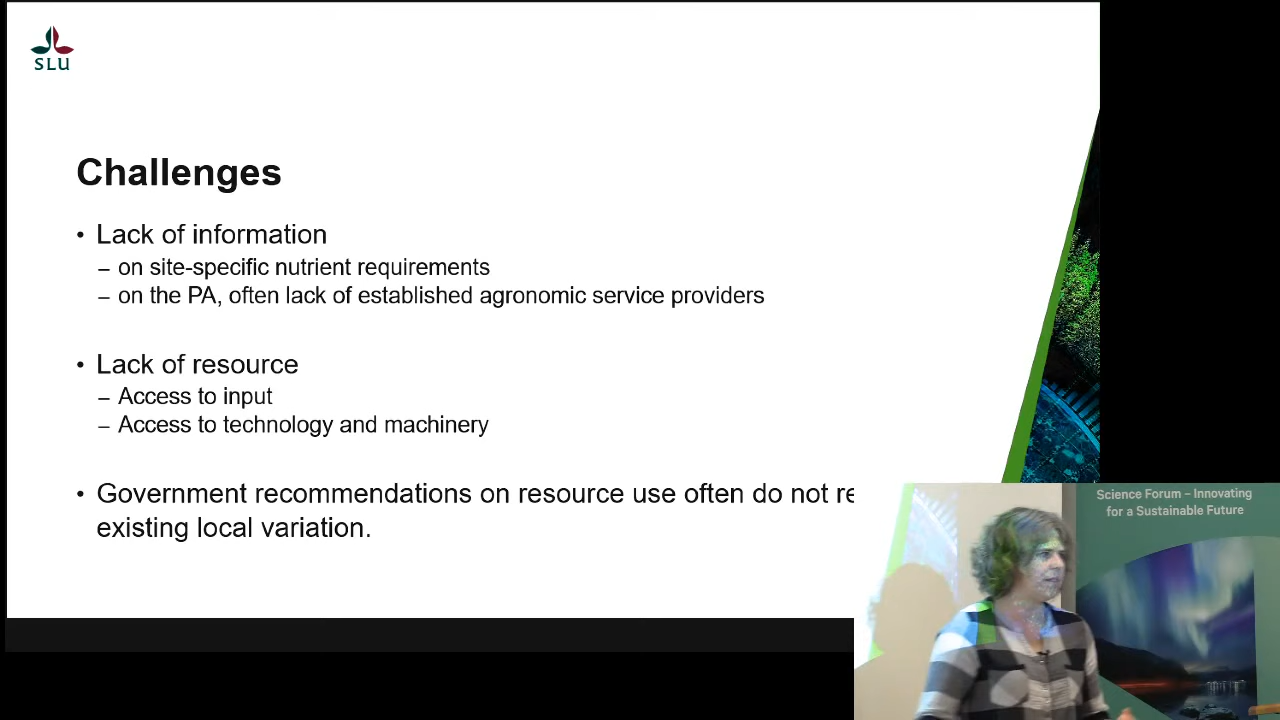 SLU
Challenges
• Lack of information
– on site-specific nutrient requirements
– on the PA, often lack of established agronomic service providers
• Lack of resource
– Access to input
– Access to technology and machinery
• Government recommendations on resource use often do not re
existing local variation.
Science Forum – Innovating
for a Sustainable Future